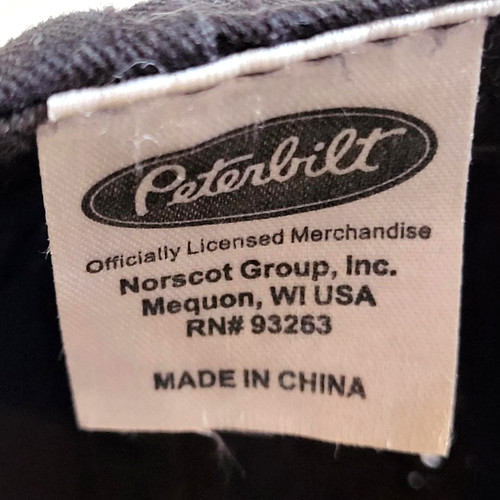 Peterbilt
Officially Licensed Merchandise
Norscot Group, Inc.
Mequon, WI USA
RN# 93263
MADE IN CHINA